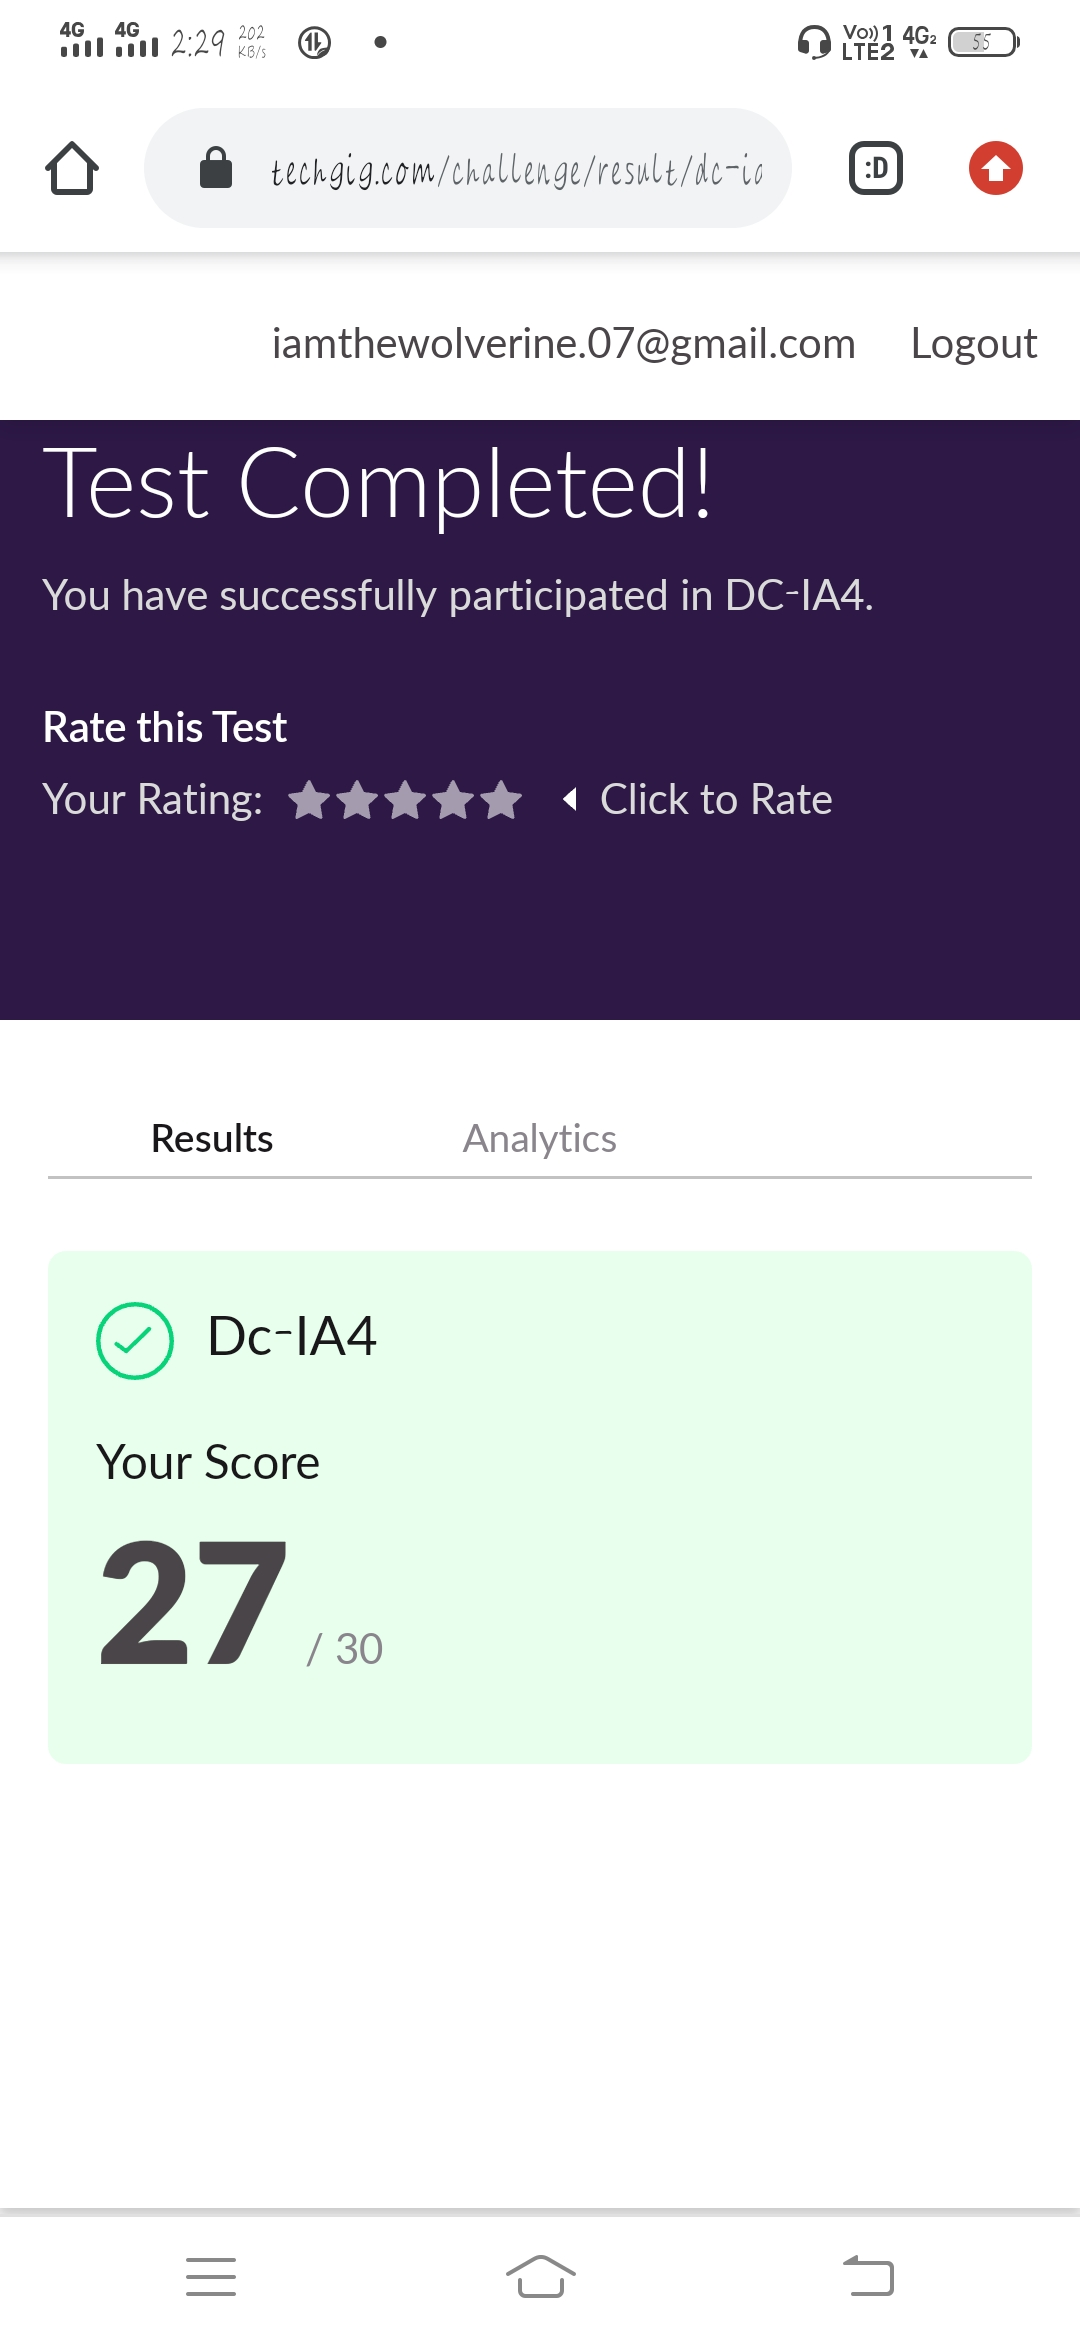 4G 4G 2:29 202 KB/s Vo)) 1 LTE2 4G2 55
techgig.com/challenge/result/dc-ia
:D
iamthewolverine.07@gmail.com Logout
Test Completed!
You have successfully participated in DC-IA4.
Rate this Test
Your Rating: Click to Rate
Results Analytics
Dc-IA4
Your Score
27 / 30